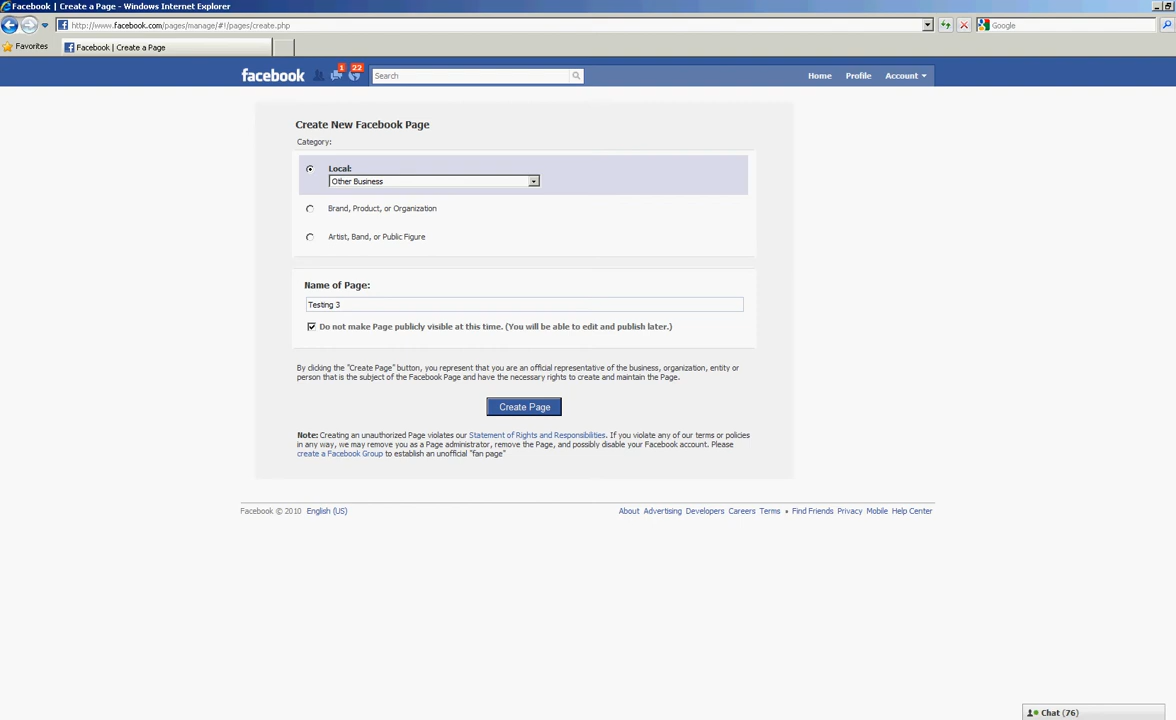 Facebook | Create a Page - Windows Internet Explorer
http://www.facebook.com/pages/manage/#!/pages/create.php
Google
Favorites
Facebook | Create a Page
facebook
1
22
Search
Home Profile Account
Create New Facebook Page
Category:
Local:
Other Business
Brand, Product, or Organization
Artist, Band, or Public Figure
Name of Page:
Testing 3
Do not make Page publicly visible at this time. (You will be able to edit and publish later.)
By clicking the "Create Page" button, you represent that you are an official representative of the business, organization, entity or
person that is the subject of the Facebook Page and have the necessary rights to create and maintain the Page.
Create Page
Note: Creating an unauthorized Page violates our Statement of Rights and Responsibilities. If you violate any of our terms or policies
in any way, we may remove you as a Page administrator, remove the Page, and possibly disable your Facebook account. Please
create a Facebook Group to establish an unofficial "fan page"
Facebook © 2010 English (US)
About Advertising Developers Careers Terms • Find Friends Privacy Mobile Help Center
Chat (76)